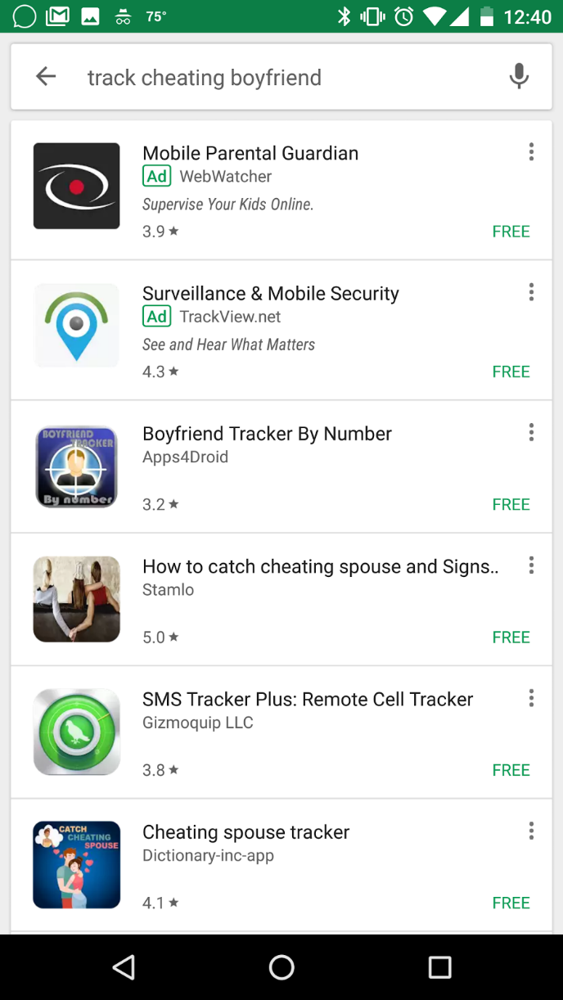 75°
12:40
track cheating boyfriend
Mobile Parental Guardian
Ad WebWatcher
Supervise Your Kids Online.
3.9 ★
FREE
Surveillance & Mobile Security
Ad TrackView.net
See and Hear What Matters
4.3 ★
FREE
BOYFRIEND
TRACKER
By number
Boyfriend Tracker By Number
Apps4Droid
3.2 ★
FREE
How to catch cheating spouse and Signs..
Stamlo
5.0 ★
FREE
SMS Tracker Plus: Remote Cell Tracker
Gizmoquip LLC
3.8 ★
FREE
CATCH
CHEATING
SPOUSE
Cheating spouse tracker
Dictionary-inc-app
4.1 ★
FREE